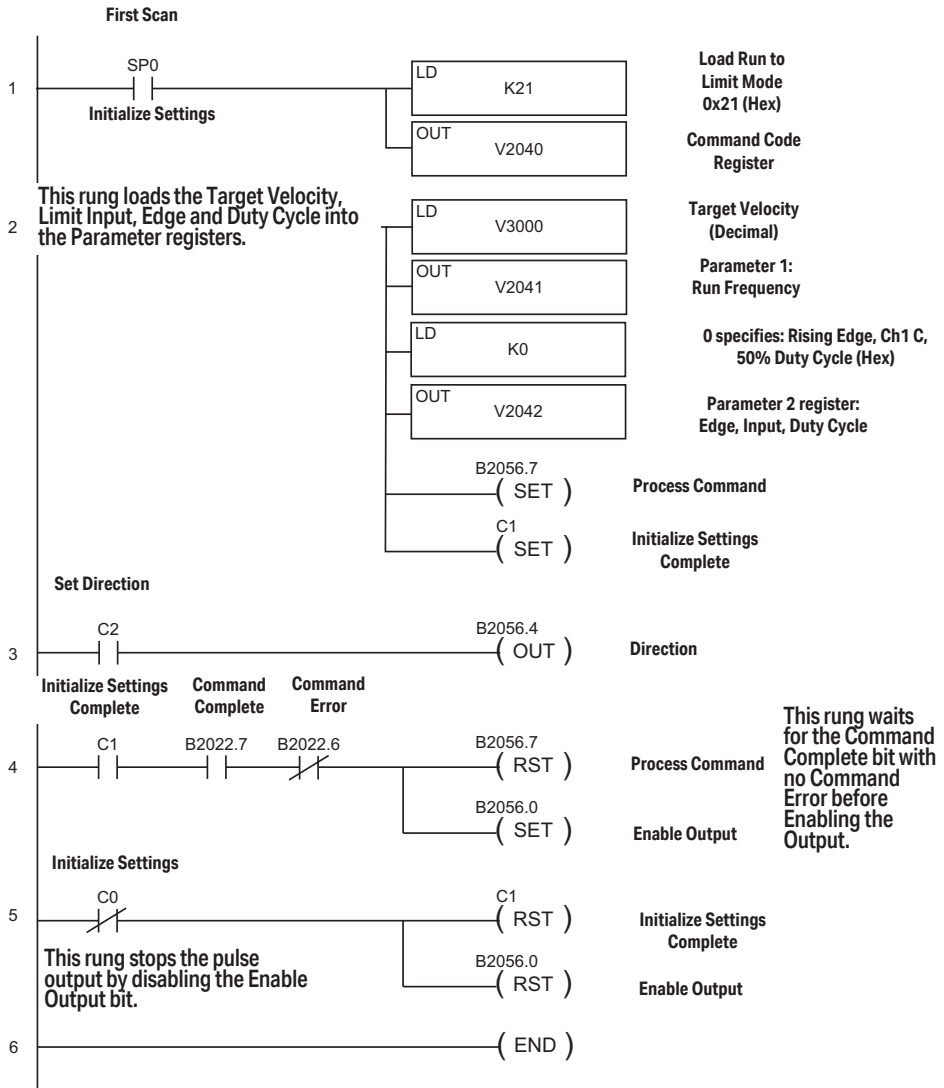 First Scan
1
SP0
Initialize Settings
LD
K21
Load Run to
Limit Mode
0x21 (Hex)
OUT
V2040
Command Code
Register
This rung loads the Target Velocity,
Limit Input, Edge and Duty Cycle into
the Parameter registers.
2
LD
V3000
Target Velocity
(Decimal)
OUT
V2041
Parameter 1:
Run Frequency
LD
K0
0 specifies: Rising Edge, Ch1 C,
50% Duty Cycle (Hex)
OUT
V2042
Parameter 2 register:
Edge, Input, Duty Cycle
B2056.7
( SET )
Process Command
C1
( SET )
Initialize Settings
Complete
Set Direction
3
C2
B2056.4
( OUT )
Direction
Initialize Settings
Complete
Command
Complete
Command
Error
4
C1
B2022.7
B2022.6
B2056.7
( RST )
Process Command
B2056.0
( SET )
Enable Output
This rung waits
for the Command
Complete bit with
no Command
Error before
Enabling the
Output.
Initialize Settings
5
C0
C1
( RST )
Initialize Settings
Complete
This rung stops the pulse
output by disabling the Enable
Output bit.
B2056.0
( RST )
Enable Output
6
( END )